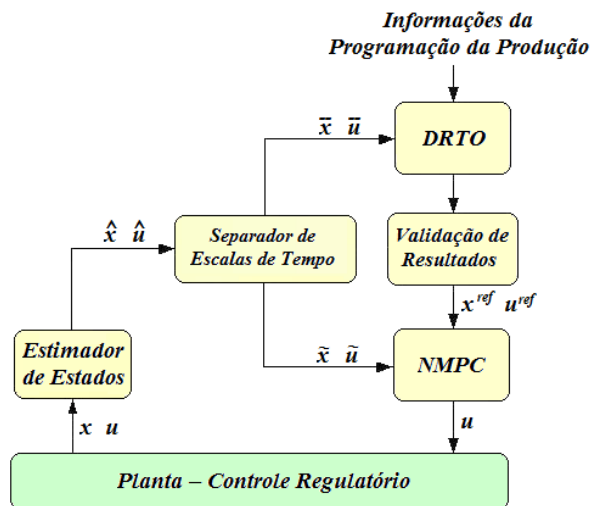 Informações da
Programação da Produção
x̄ ū
DRTO
x̂ û
Separador de
Escalas de Tempo
Validação de
Resultados
x^ref u^ref
Estimador
de Estados
x̃ ũ
NMPC
x u
u
Planta – Controle Regulatório